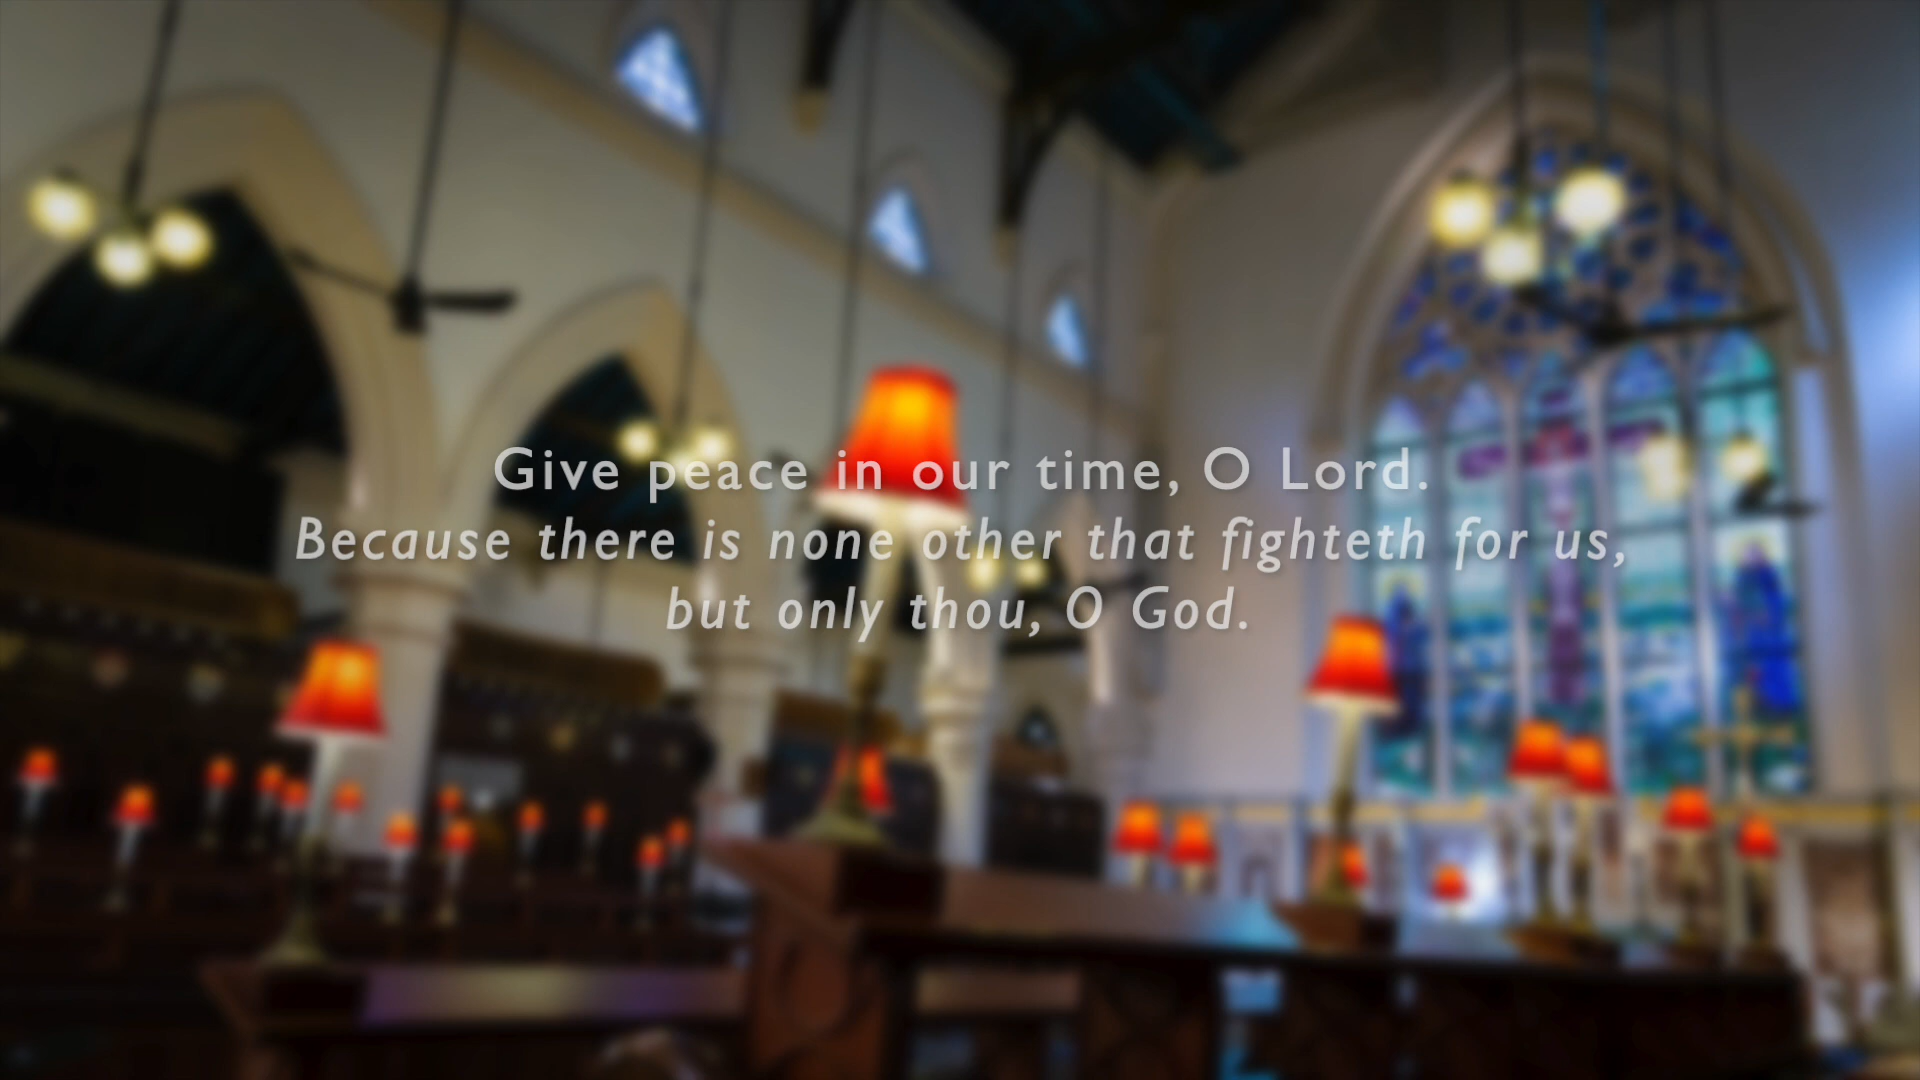 Give peace in our time, O Lord.
Because there is none other that fighteth for us,
but only thou, O God.